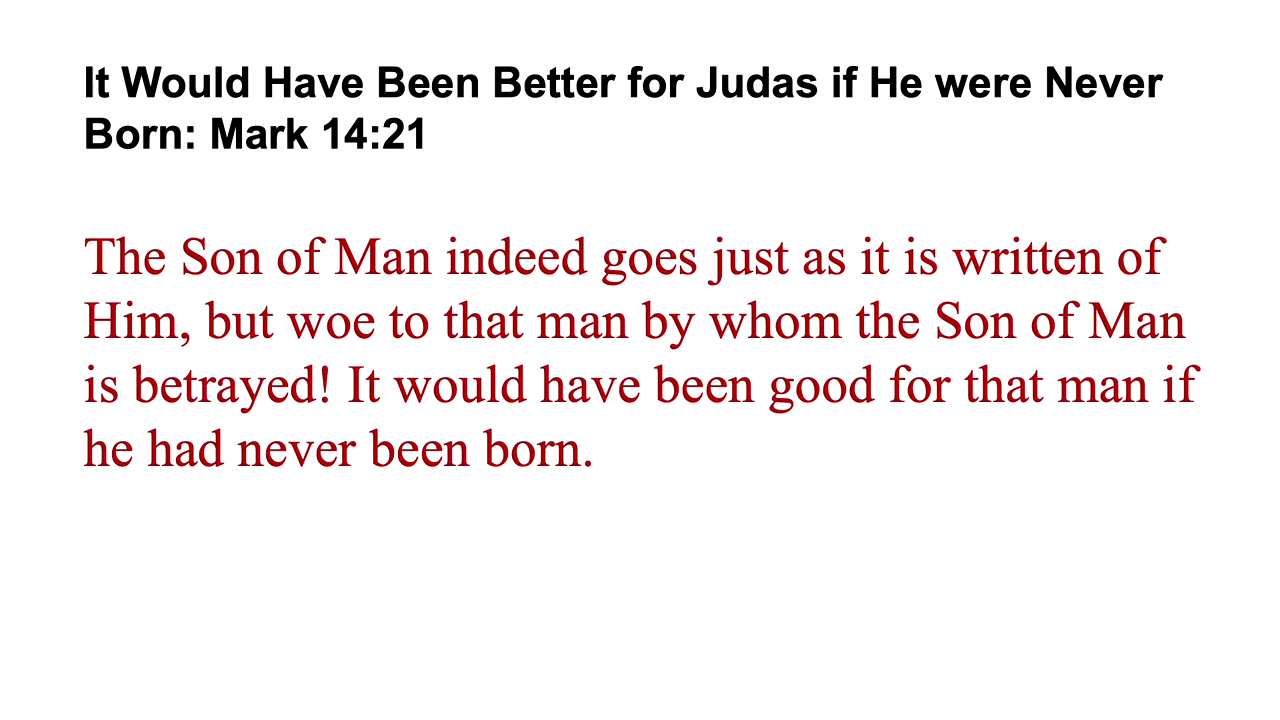 It Would Have Been Better for Judas if He were Never
Born: Mark 14:21
The Son of Man indeed goes just as it is written of
Him, but woe to that man by whom the Son of Man
is betrayed! It would have been good for that man if
he had never been born.